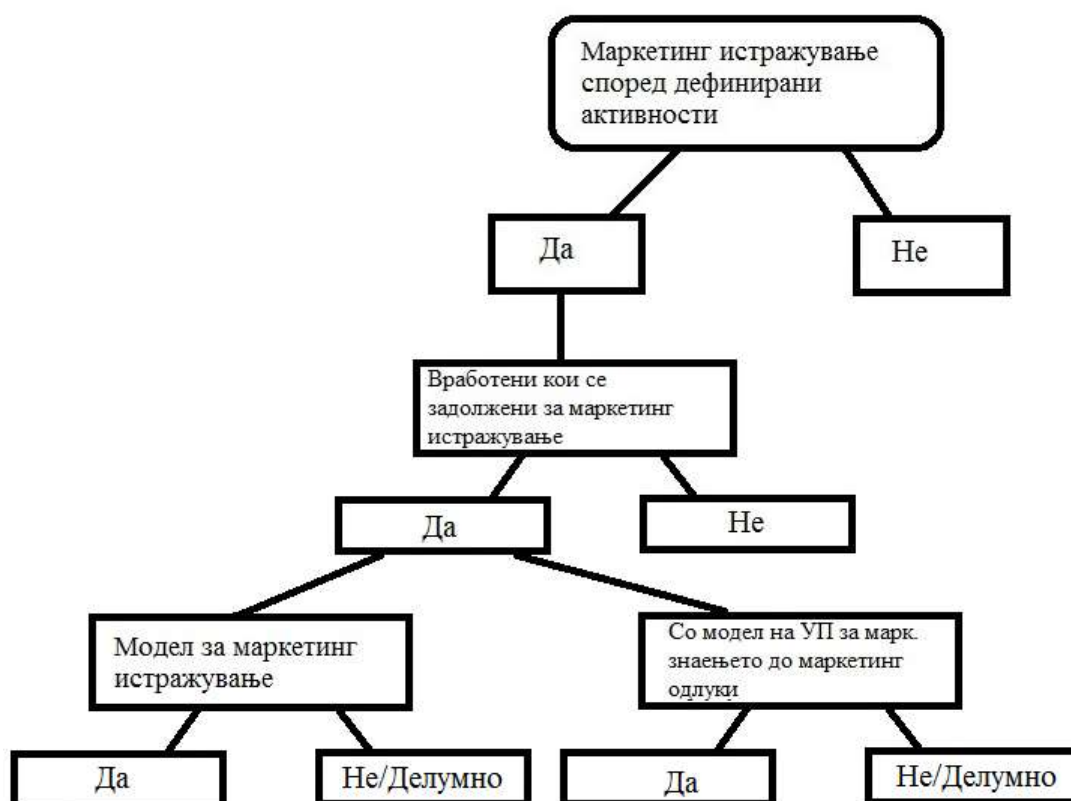 Маркетинг истражување
според дефинирани
активности
Да
Не
Вработени кои се
задолжени за маркетинг
истражување
Да
Не
Модел за маркетинг
истражување
Со модел на УП за марк.
знаењето до маркетинг
одлуки
Да
Не/Делумно
Да
Не/Делумно